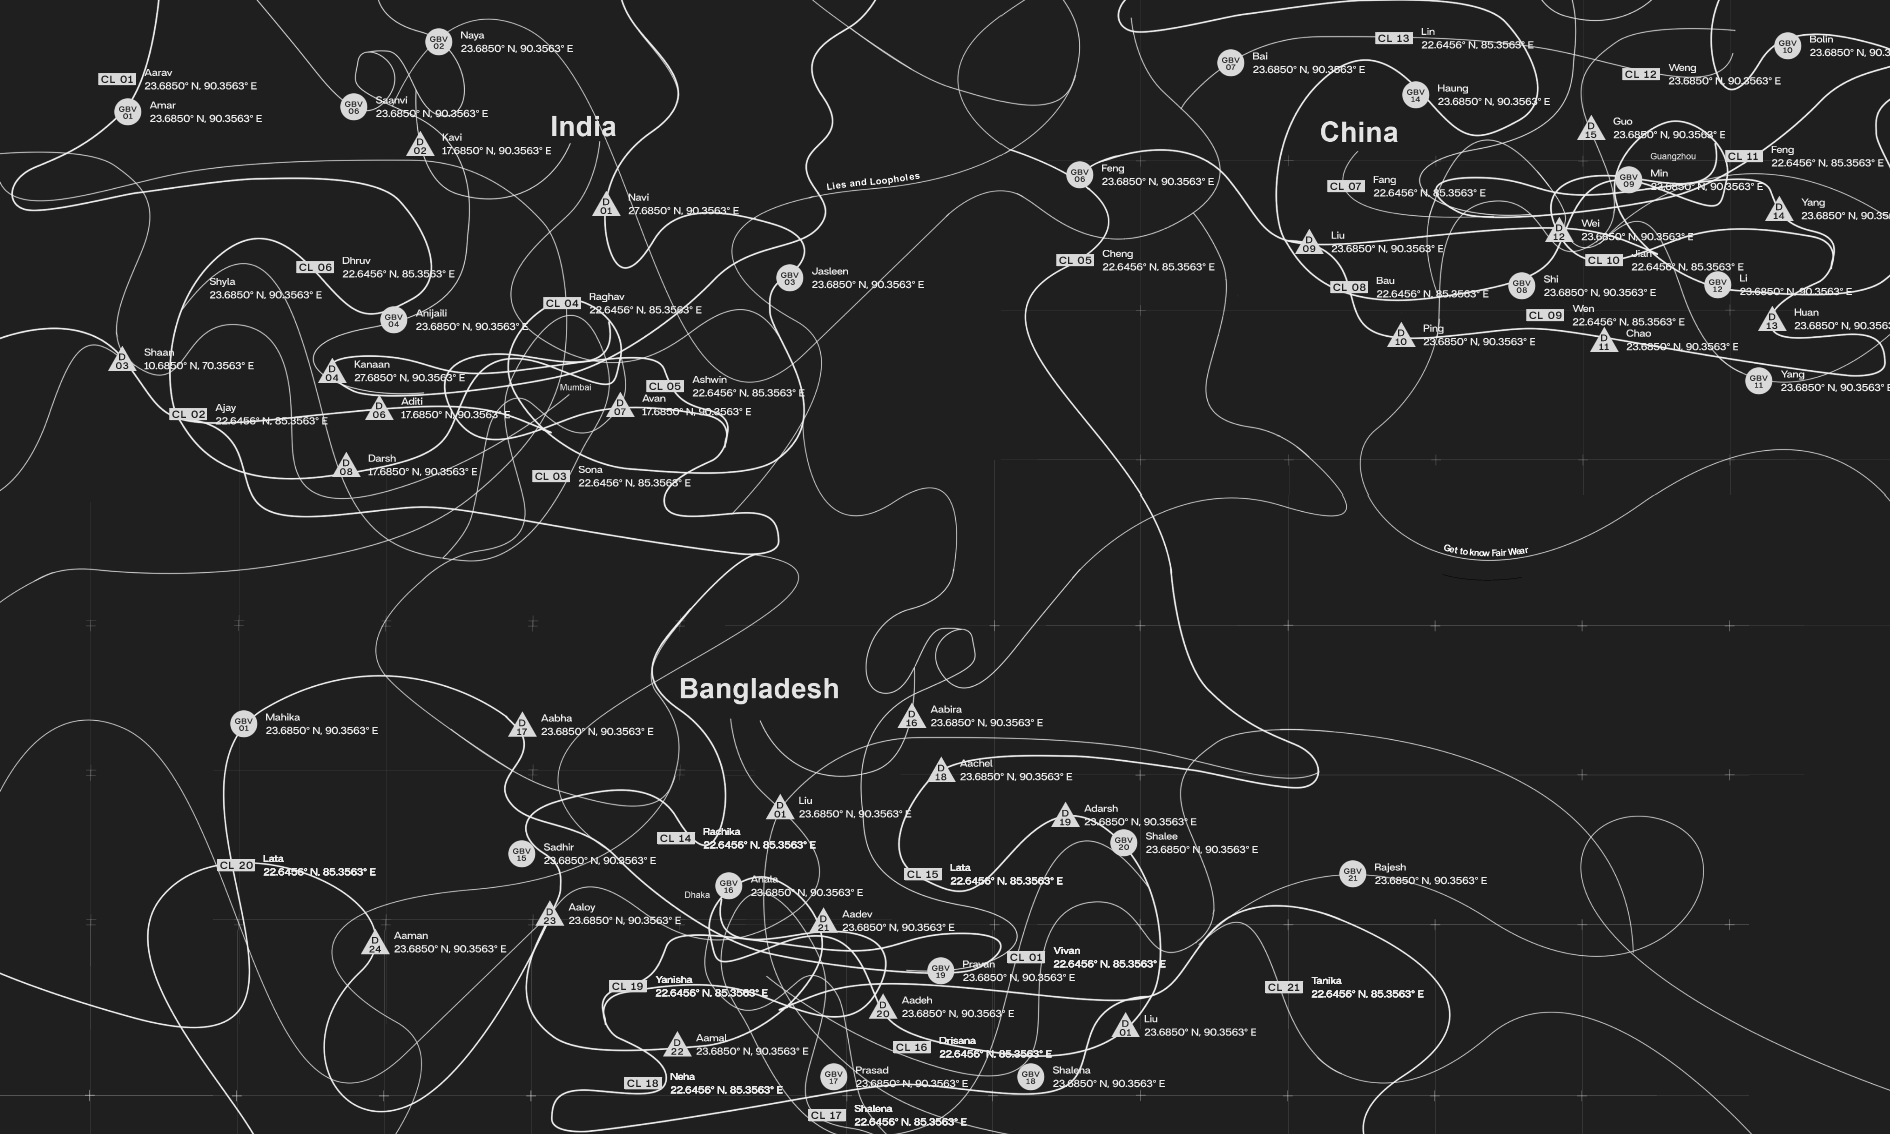 GBV
02
Naya
23.6850° N, 90.3563° E
CL 01
Aarav
23.6850° N, 90.3563° E
GBV
01
Amar
23.6850° N, 90.3563° E
GBV
06
Saanvi
23.6850° N, 90.3563° E
D
02
Kavi
17.6850° N, 90.3563° E
India
D
01
Navi
27.6850° N, 90.3563° E
Lies and Loopholes
CL 06
Dhruv
22.6456° N, 85.3563° E
Shyla
23.6850° N, 90.3563° E
GBV
04
Anijaili
23.6850° N, 90.3563° E
CL 04
Raghav
22.6456° N, 85.3563° E
GBV
03
Jasleen
23.6850° N, 90.3563° E
D
03
Shaan
10.6850° N, 70.3563° E
D
04
Kanaan
27.6850° N, 90.3563° E
Mumbai
CL 05
Ashwin
22.6456° N, 85.3563° E
CL 02
Ajay
22.6456° N, 85.3563° E
D
06
Aditi
17.6850° N, 90.3563° E
D
07
Avan
17.6850° N, 90.3563° E
D
08
Darsh
17.6850° N, 90.3563° E
CL 03
Sona
22.6456° N, 85.3563° E
GBV
07
Bai
23.6850° N, 90.3563° E
CL 13
Lin
22.6456° N, 85.3563° E
CL 12
Weng
23.6850° N, 90.3563° E
GBV
10
Bolin
23.6850° N, 90.3
GBV
14
Haung
23.6850° N, 90.3563° E
China
D
15
Guo
23.6850° N, 90.3563° E
Guangzhou
CL 11
Feng
22.6456° N, 85.3563° E
GBV
06
Feng
23.6850° N, 90.3563° E
CL 07
Fang
22.6456° N, 85.3563° E
GBV
09
Min
23.6850° N, 90.3563° E
D
14
Yang
23.6850° N, 90.356
D
09
Liu
23.6850° N, 90.3563° E
D
12
Wei
23.6850° N, 90.3563° E
CL 05
Cheng
22.6456° N, 85.3563° E
CL 10
Jian
22.6456° N, 85.3563° E
CL 08
Bau
22.6456° N, 85.3563° E
GBV
08
Shi
23.6850° N, 90.3563° E
GBV
12
Li
23.6850° N, 90.3563° E
CL 09
Wen
22.6456° N, 85.3563° E
D
13
Huan
23.6850° N, 90.3563°
D
10
Ping
23.6850° N, 90.3563° E
D
11
Chao
23.6850° N, 90.3563° E
GBV
11
Yang
23.6850° N, 90.3563° E
Get to know Fair Wear
Bangladesh
GBV
01
Mahika
23.6850° N, 90.3563° E
D
17
Aabha
23.6850° N, 90.3563° E
D
16
Aabira
23.6850° N, 90.3563° E
D
18
Aachel
23.6850° N, 90.3563° E
D
01
Liu
23.6850° N, 90.3563° E
D
19
Adarsh
23.6850° N, 90.3563° E
CL 14
Rachika
22.6456° N, 85.3563° E
GBV
20
Shalee
23.6850° N, 90.3563° E
GBV
15
Sadhir
23.6850° N, 90.3563° E
CL 20
Lata
22.6456° N, 85.3563° E
CL 15
Lata
22.6456° N, 85.3563° E
GBV
21
Rajesh
23.6850° N, 90.3563° E
Dhaka
GBV
16
Anala
23.6850° N, 90.3563° E
D
23
Aaloy
23.6850° N, 90.3563° E
D
21
Aadev
23.6850° N, 90.3563° E
D
24
Aaman
23.6850° N, 90.3563° E
CL 01
Vivan
22.6456° N, 85.3563° E
GBV
19
Pravan
23.6850° N, 90.3563° E
CL 19
Yanisha
22.6456° N, 85.3563° E
CL 21
Tanika
22.6456° N, 85.3563° E
D
20
Aadeh
23.6850° N, 90.3563° E
D
01
Liu
23.6850° N, 90.3563° E
D
22
Aamal
23.6850° N, 90.3563° E
CL 16
Drisana
22.6456° N, 85.3563° E
CL 18
Neha
22.6456° N, 85.3563° E
GBV
17
Prasad
23.6850° N, 90.3563° E
GBV
18
Shalena
23.6850° N, 90.3563° E
CL 17
Shalena
22.6456° N, 85.3563° E